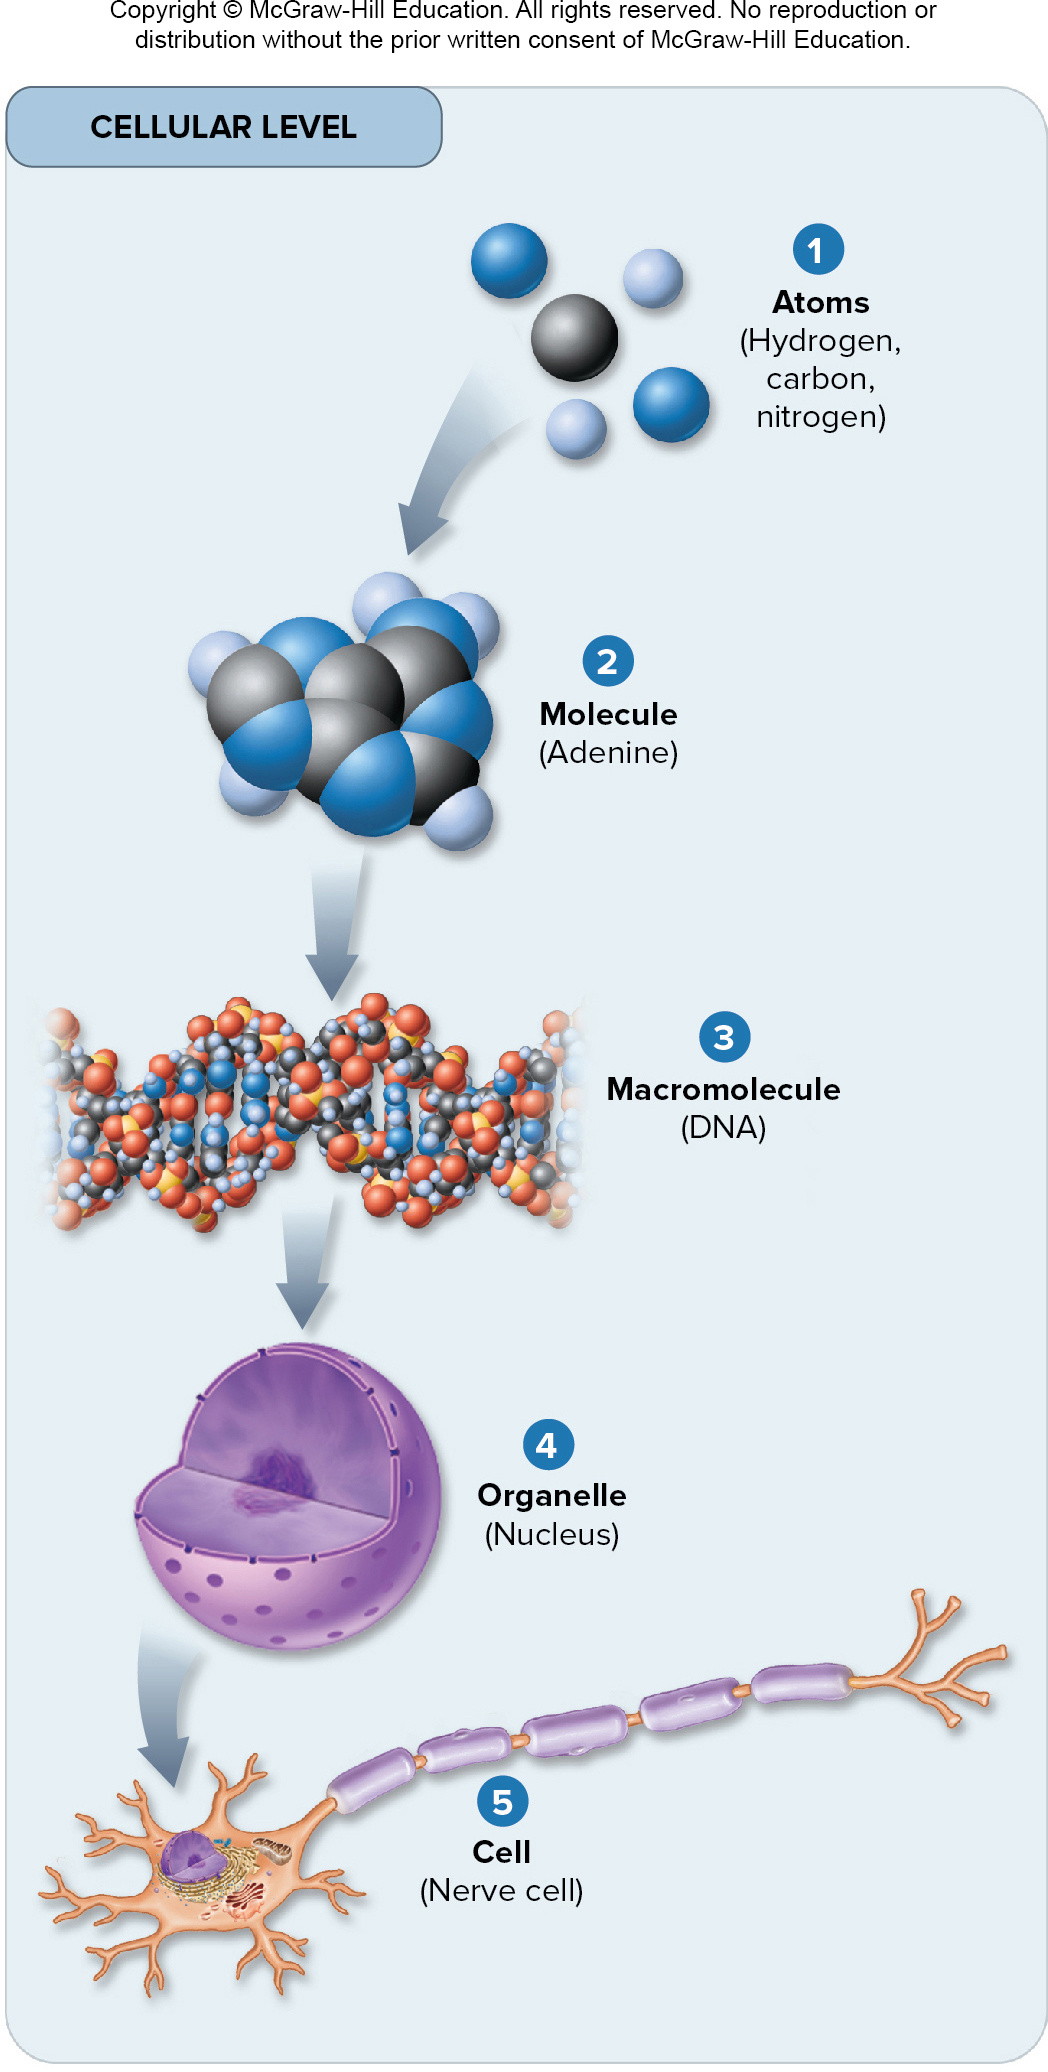 Copyright © McGraw-Hill Education. All rights reserved. No reproduction or
distribution without the prior written consent of McGraw-Hill Education.
CELLULAR LEVEL
1
Atoms
(Hydrogen,
carbon,
nitrogen)
2
Molecule
(Adenine)
3
Macromolecule
(DNA)
4
Organelle
(Nucleus)
5
Cell
(Nerve cell)